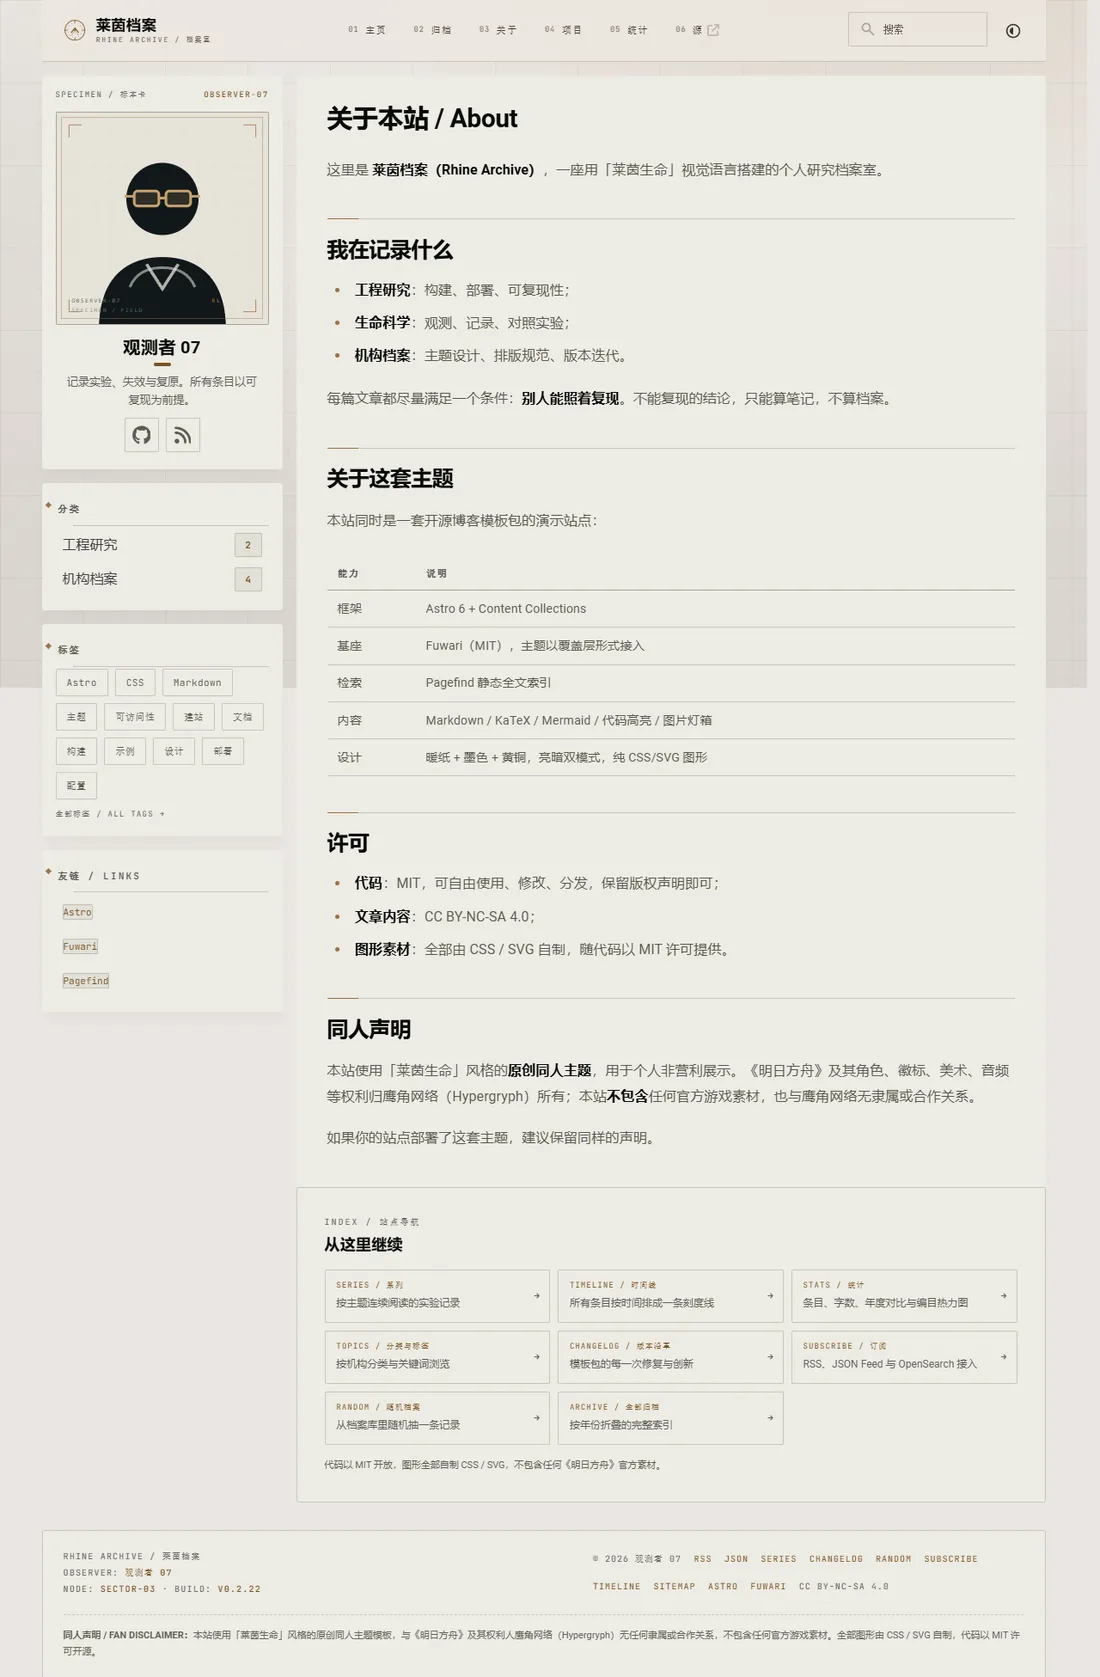 莱茵档案
RHINE ARCHIVE / 档案室
01 主页 02 归档 03 关于 04 项目 05 统计 06 源
搜索
SPECIMEN / 标本卡 OBSERVER-07
OBSERVER-07
SPECIMEN / FIELD
观测者 07
记录实验、失效与复原。所有条目以可
复现为前提。
分类
工程研究 2
机构档案 4
标签
Astro CSS Markdown
主题 可访问性 建站 文档
构建 示例 设计 部署
配置
全部标签 / ALL TAGS →
友链 / LINKS
Astro
Fuwari
Pagefind
关于本站 / About
这里是 莱茵档案（Rhine Archive），一座用「莱茵生命」视觉语言搭建的个人研究档案室。
我在记录什么
• 工程研究：构建、部署、可复现性；
• 生命科学：观测、记录、对照实验；
• 机构档案：主题设计、排版规范、版本迭代。
每篇文章都尽量满足一个条件：别人能照着复现。不能复现的结论，只能算笔记，不算档案。
关于这套主题
本站同时是一套开源博客模板包的演示站点：
能力 说明
框架 Astro 6 + Content Collections
基座 Fuwari（MIT），主题以覆盖层形式接入
检索 Pagefind 静态全文索引
内容 Markdown / KaTeX / Mermaid / 代码高亮 / 图片灯箱
设计 暖纸 + 墨色 + 黄铜，亮暗双模式，纯 CSS/SVG 图形
许可
• 代码：MIT，可自由使用、修改、分发，保留版权声明即可；
• 文章内容：CC BY-NC-SA 4.0；
• 图形素材：全部由 CSS / SVG 自制，随代码以 MIT 许可提供。
同人声明
本站使用「莱茵生命」风格的原创同人主题，用于个人非营利展示。《明日方舟》及其角色、徽标、美术、音频
等权利归鹰角网络（Hypergryph）所有；本站不包含任何官方游戏素材，也与鹰角网络无隶属或合作关系。
如果你的站点部署了这套主题，建议保留同样的声明。
INDEX / 站点导航
从这里继续
SERIES / 系列
按主题连续阅读的实验记录 →
TIMELINE / 时间线
所有条目按时间排成一条刻度线 →
STATS / 统计
条目、字数、年度对比与编目热力图 →
TOPICS / 分类与标签
按机构分类与关键词浏览 →
CHANGELOG / 版本沿革
模板包的每一次修复与创新 →
SUBSCRIBE / 订阅
RSS、JSON Feed 与 OpenSearch 接入 →
RANDOM / 随机档案
从档案库里随机抽一条记录 →
ARCHIVE / 全部归档
按年份折叠的完整索引 →
代码以 MIT 开放，图形全部自制 CSS / SVG，不包含任何《明日方舟》官方素材。
RHINE ARCHIVE / 莱茵档案
OBSERVER: 观测者 07
NODE: SECTOR-03 · BUILD: V0.2.22
© 2026 观测者 07 RSS JSON SERIES CHANGELOG RANDOM SUBSCRIBE
TIMELINE SITEMAP ASTRO FUWARI CC BY-NC-SA 4.0
同人声明 / FAN DISCLAIMER：本站使用「莱茵生命」风格的原创同人主题模板，与《明日方舟》及其权利人鹰角网络（Hypergryph）无任何隶属或合作关系，不包含任何官方游戏素材。全部图形由 CSS / SVG 自制，代码以 MIT 许
可开源。